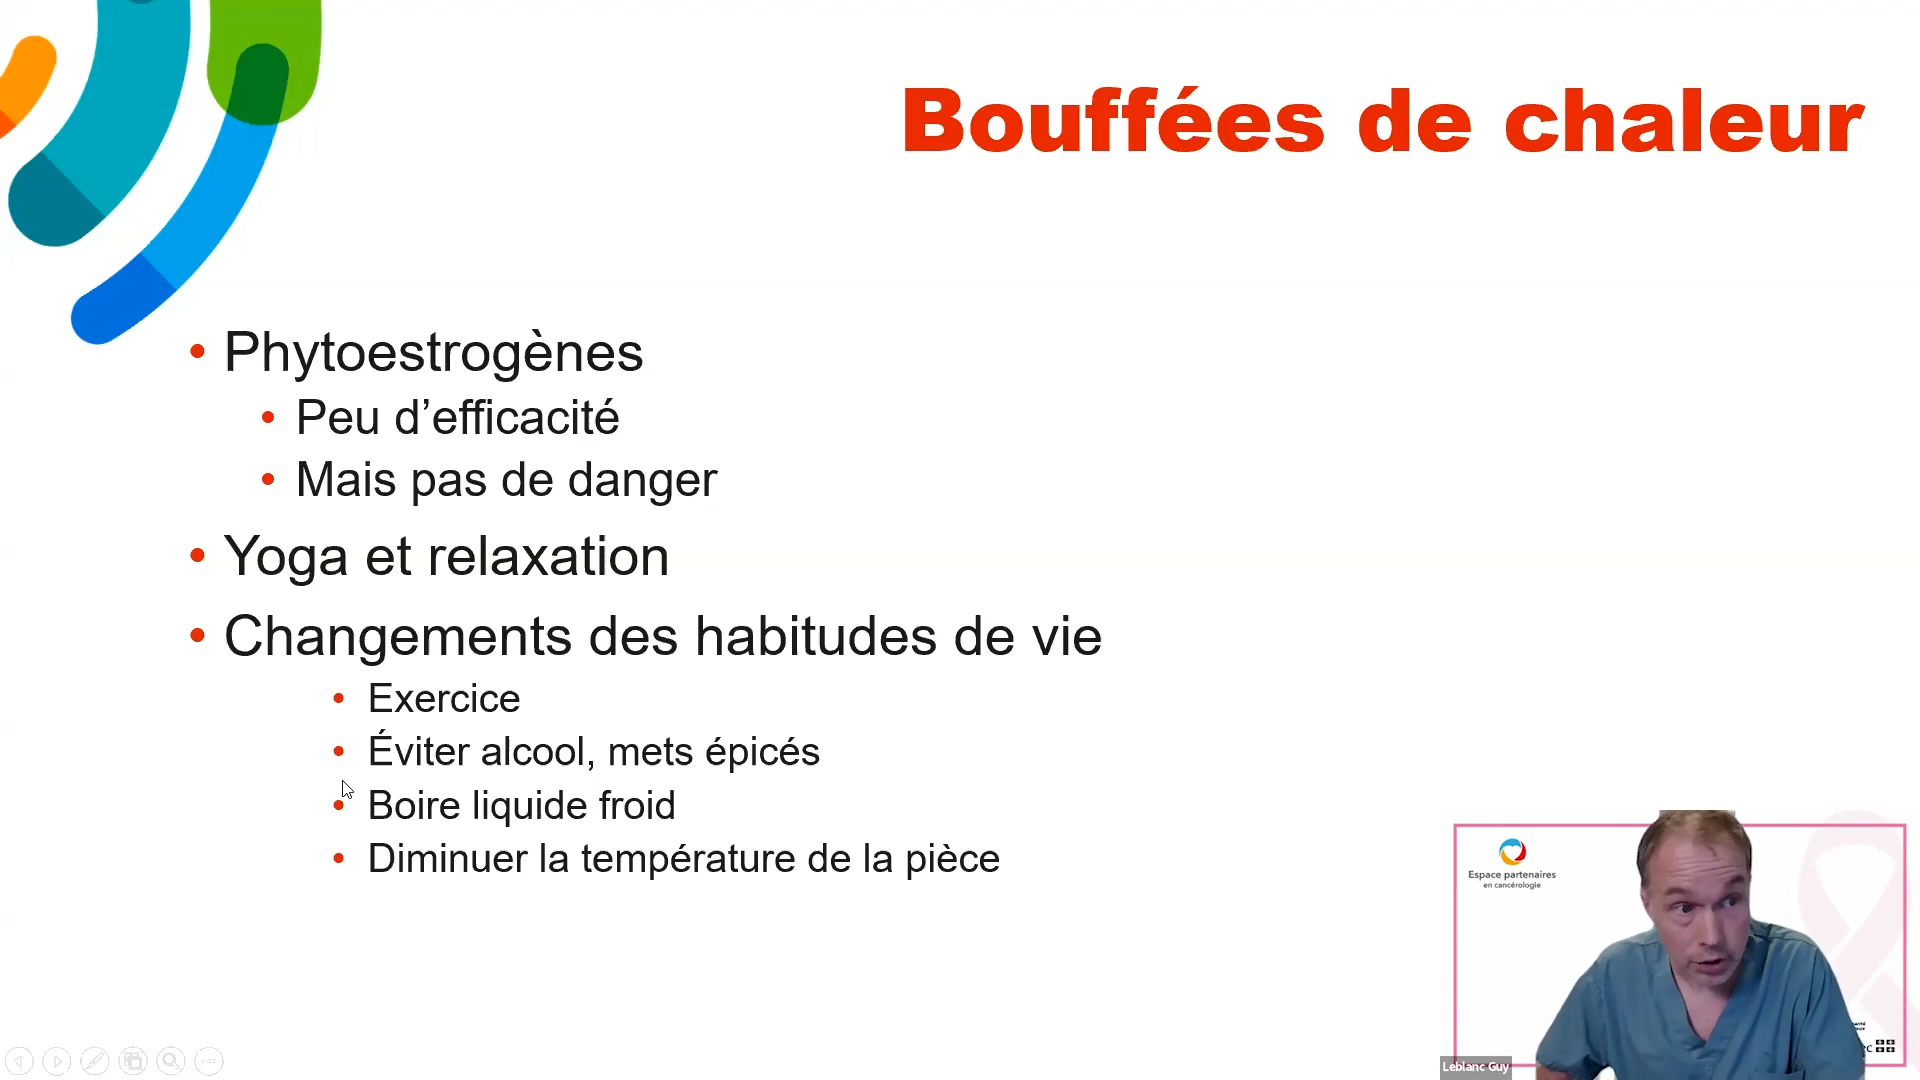 Bouffées de chaleur
• Phytoestrogènes
• Peu d’efficacité
• Mais pas de danger
• Yoga et relaxation
• Changements des habitudes de vie
• Exercice
• Éviter alcool, mets épicés
• Boire liquide froid
• Diminuer la température de la pièce
Espace partenaires
en cancérologie
Leblanc Guy